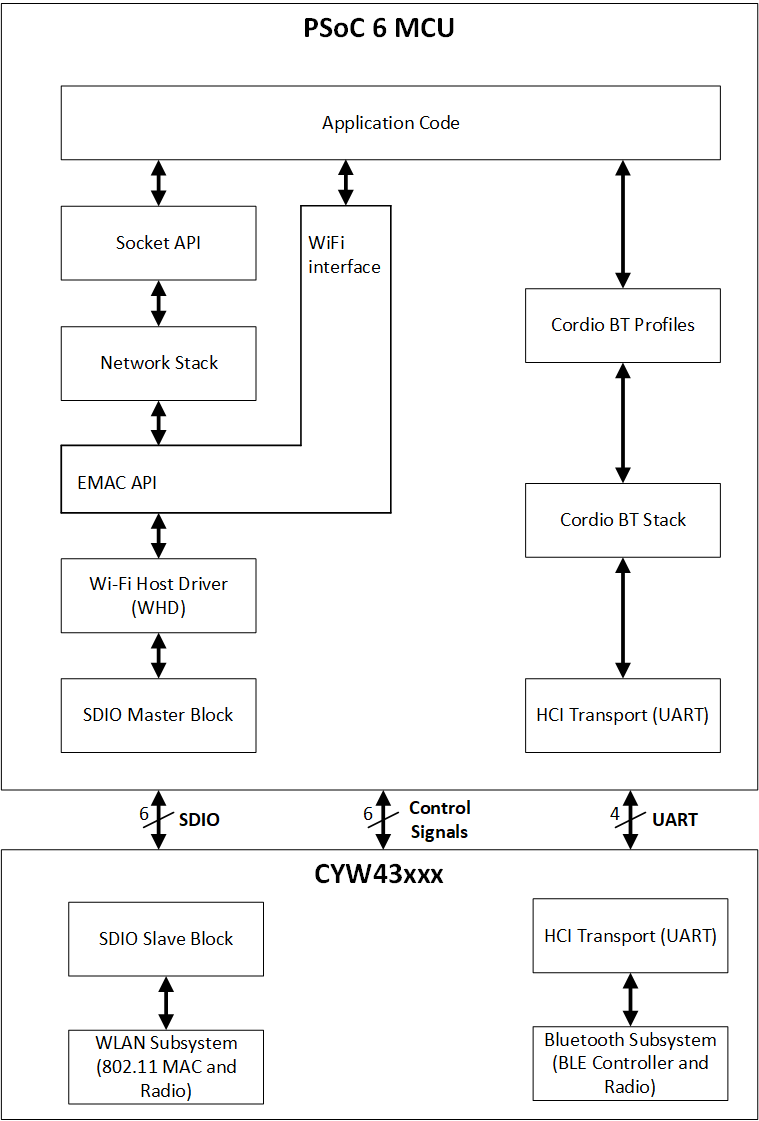 PSoC 6 MCU
Application Code
Socket API
WiFi
interface
Network Stack
Cordio BT Profiles
EMAC API
Cordio BT Stack
Wi-Fi Host Driver
(WHD)
SDIO Master Block
HCI Transport (UART)
6 SDIO
6 Control
Signals
4 UART
CYW43xxx
SDIO Slave Block
HCI Transport (UART)
WLAN Subsystem
(802.11 MAC and
Radio)
Bluetooth Subsystem
(BLE Controller and
Radio)